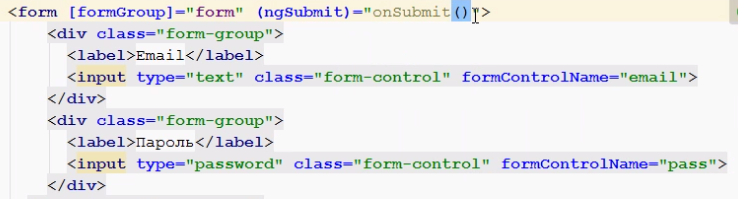 <form [formGroup]="form" (ngSubmit)="onSubmit()">
<div class="form-group">
<label>Email</label>
<input type="text" class="form-control" formControlName="email">
</div>
<div class="form-group">
<label>Пароль</label>
<input type="password" class="form-control" formControlName="pass">
</div>